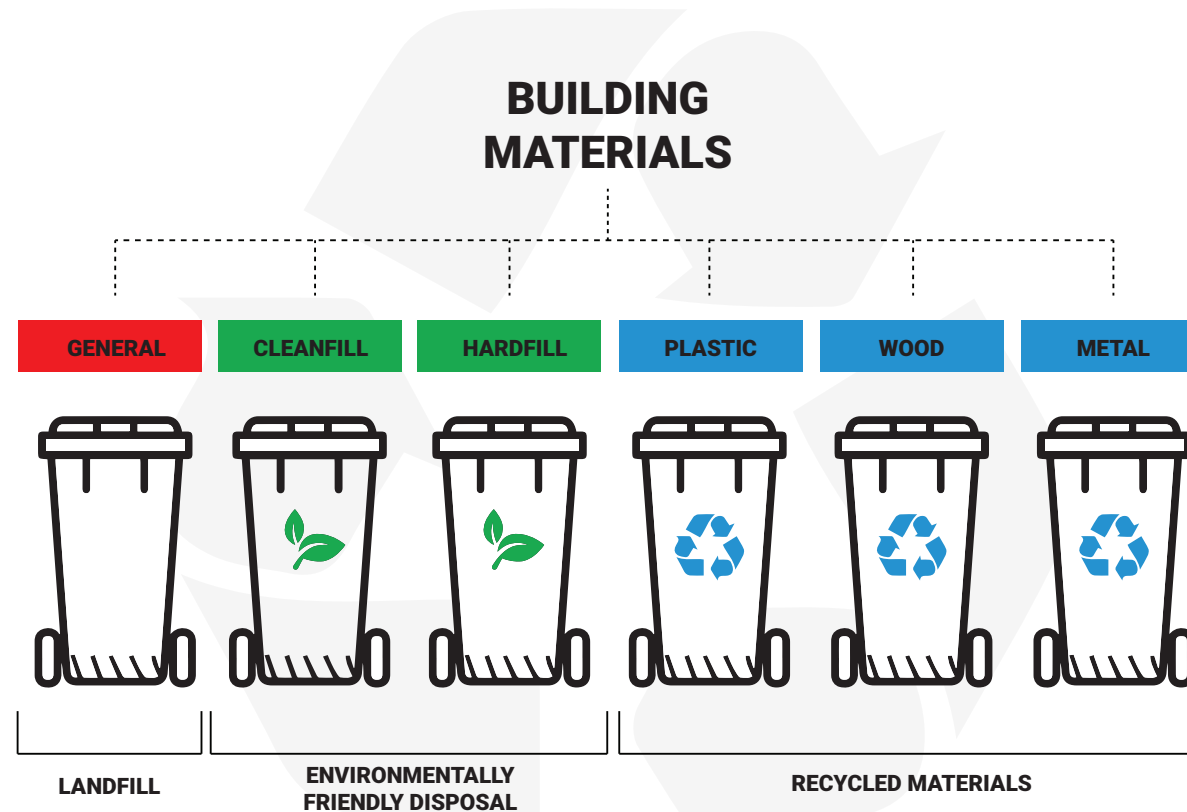 BUILDING
MATERIALS
GENERAL
CLEANFILL
HARDFILL
PLASTIC
WOOD
METAL
LANDFILL
ENVIRONMENTALLY
FRIENDLY DISPOSAL
RECYCLED MATERIALS